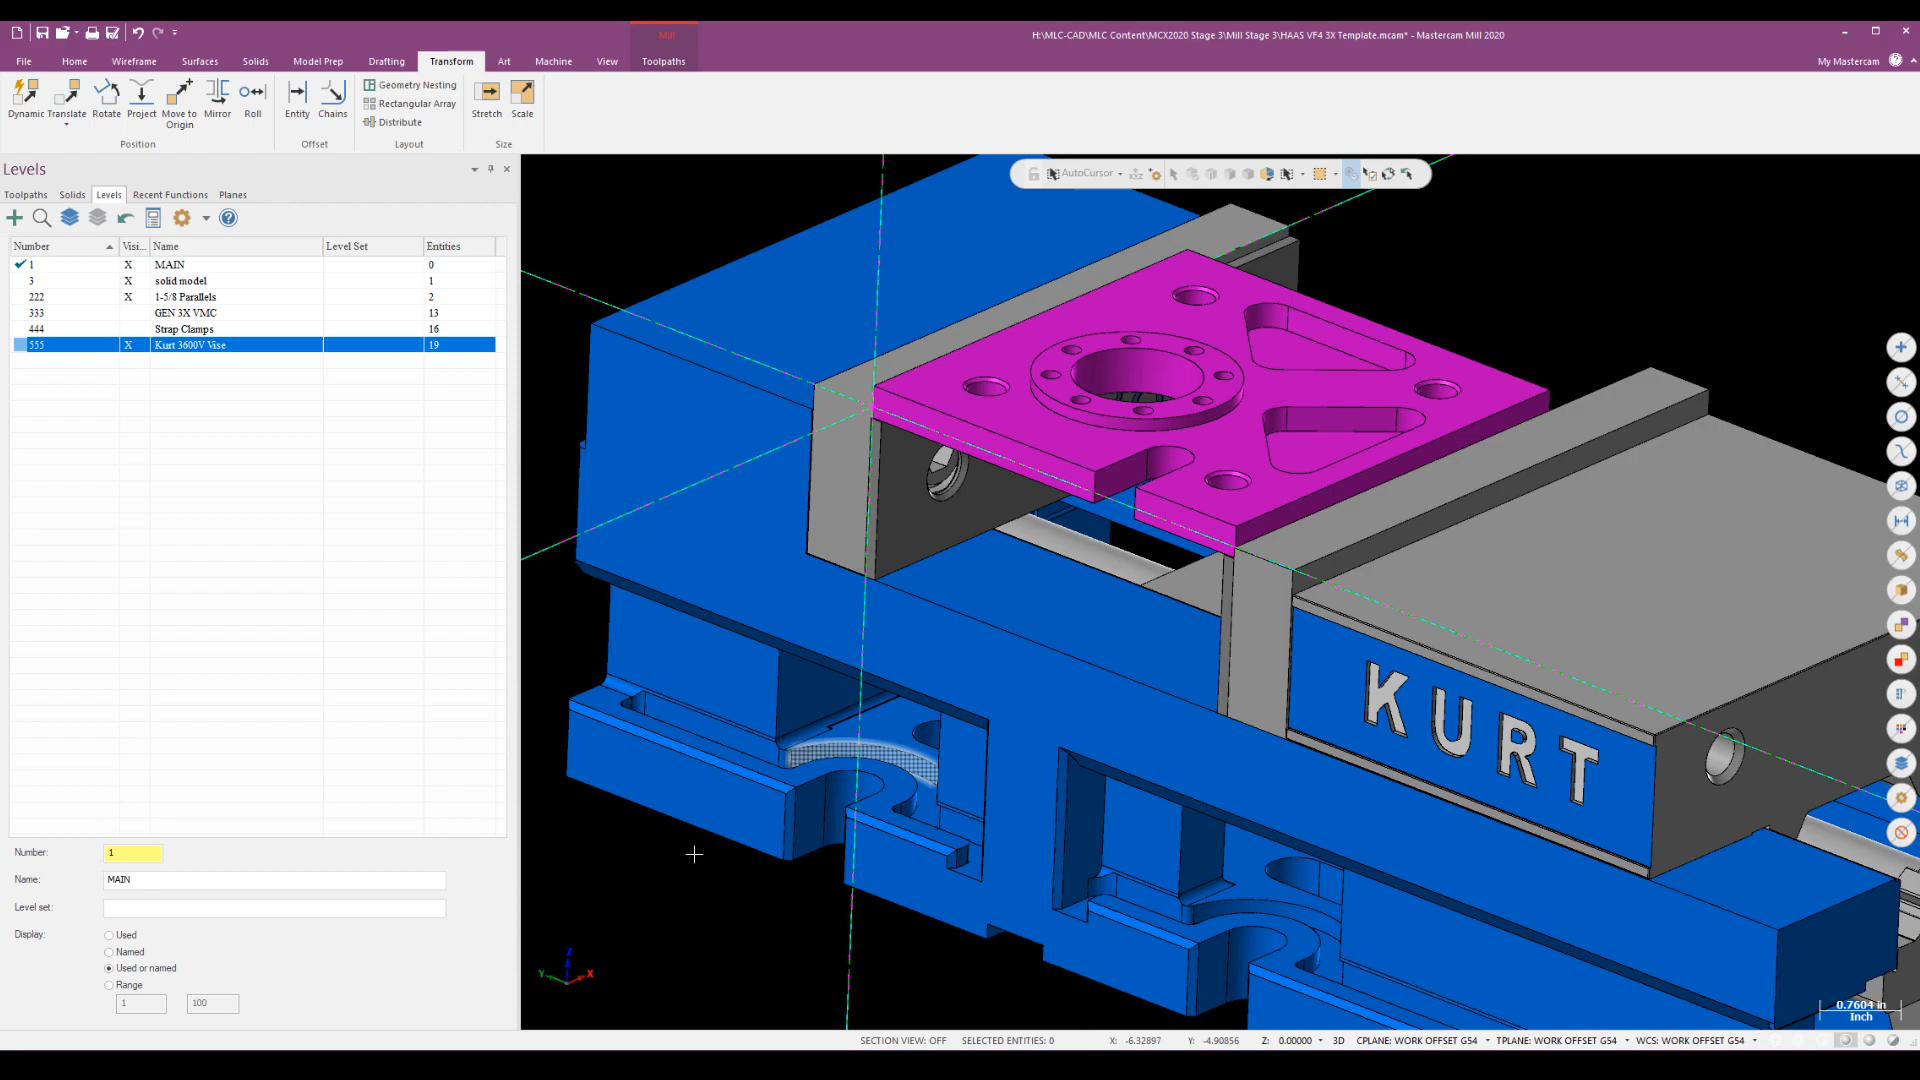 H:\MLC-CAD\MLC Content\MCX2020 Stage 3\Mill Stage 3\HAAS VF4 3X Template.mcam* - Mastercam Mill 2020
Mill
File Home Wireframe Surfaces Solids Model Prep Drafting Transform Art Machine View Toolpaths My Mastercam
Dynamic Translate Rotate Project Move to Origin Mirror Roll
Position
Entity Chains
Offset
Geometry Nesting
Rectangular Array
Distribute
Layout
Stretch Scale
Size
Levels
Toolpaths Solids Levels Recent Functions Planes
AutoCursor
Number Visi... Name Level Set Entities
1 X MAIN 0
3 X solid model 1
222 X 1-5/8 Parallels 2
333 GEN 3X VMC 13
444 Strap Clamps 16
555 X Kurt 3600V Vise 19
KURT
Number: 1
Name: MAIN
Level set:
Display: Used
Named
Used or named
Range
1 100
Z
Y X
0.7604 in
Inch
SECTION VIEW: OFF SELECTED ENTITIES: 0 X: -6.32897 Y: -4.90856 Z: 0.00000 3D CPLANE: WORK OFFSET G54 TPLANE: WORK OFFSET G54 WCS: WORK OFFSET G54